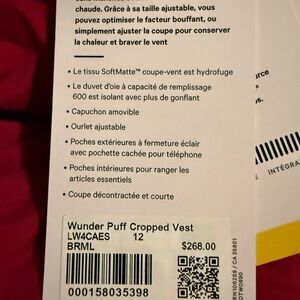 chaude. Grâce à sa taille ajustable, vous
pouvez optimiser le facteur bouffant, ou
simplement ajuster la coupe pour conserver
la chaleur et braver le vent
• Le tissu SoftMatte™ coupe-vent est hydrofuge
• Le duvet d'oie à capacité de remplissage
600 est isolant avec plus de gonflant
• Capuchon amovible
• Ourlet ajustable
• Poches extérieures à fermeture éclair
avec pochette cachée pour téléphone
• Poches intérieures pour ranger les
articles essentiels
• Coupe décontractée et courte
Wunder Puff Cropped Vest
LW4CAES 12
BRML $268.00
000158035398